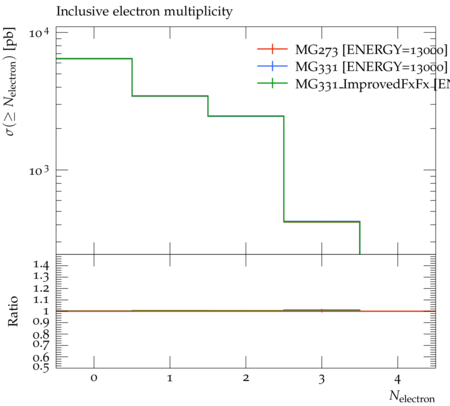 Inclusive electron multiplicity
σ(≥ N_electron) [pb]
10^4
10^3
MG273 [ENERGY=13000]
MG331 [ENERGY=13000]
MG331_ImprovedFxFx [EN
Ratio
1.4
1.3
1.2
1.1
1
0.9
0.8
0.7
0.6
0.5
0 1 2 3 4
N_electron